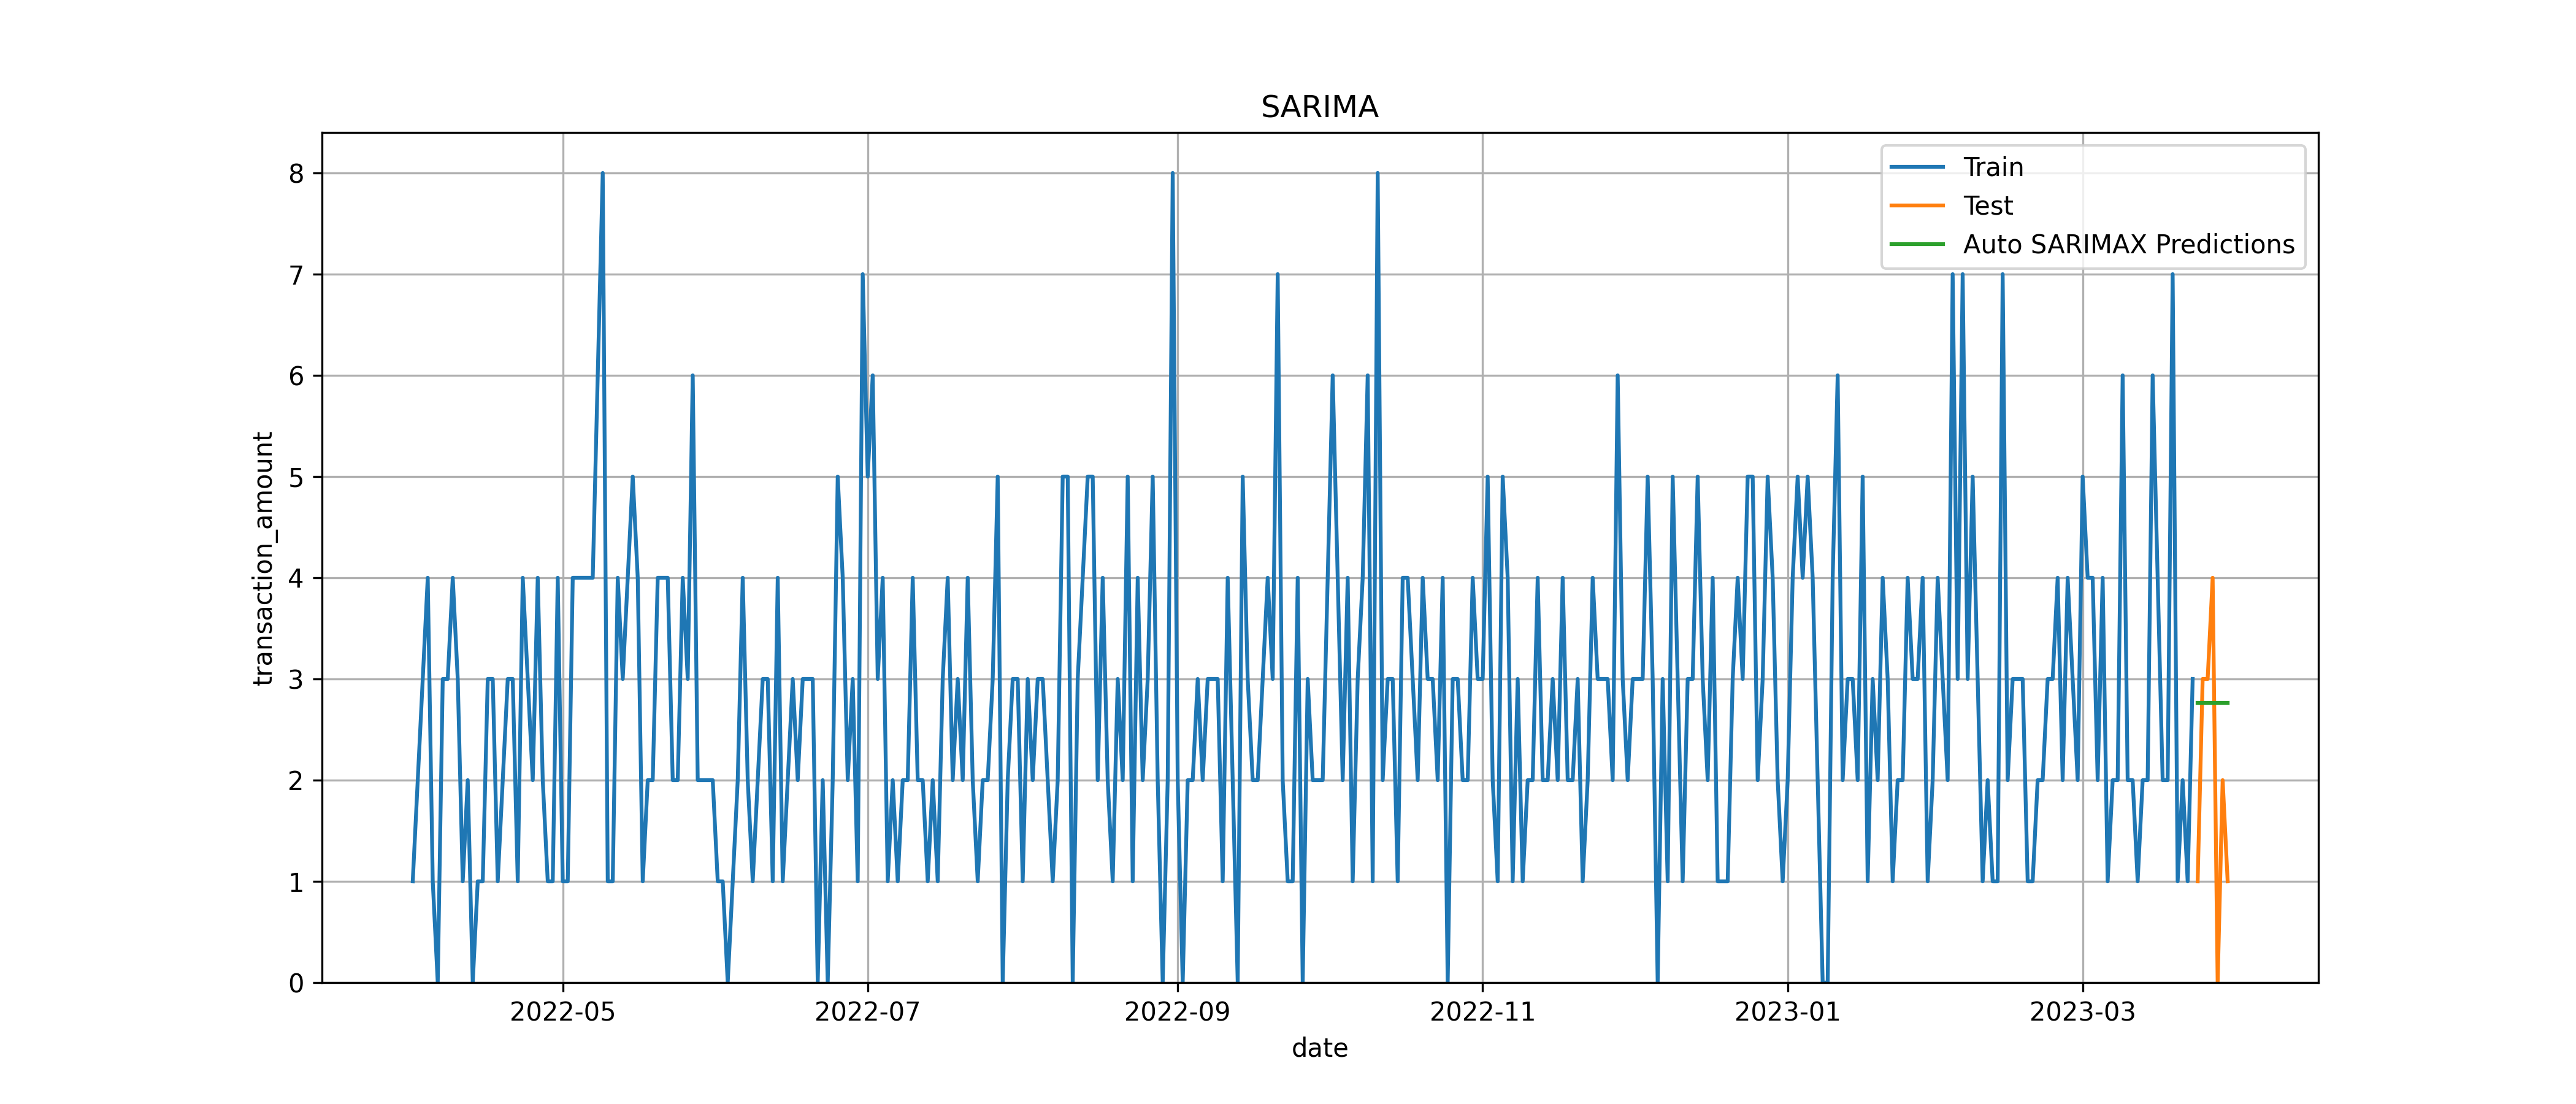 SARIMA
Train
Test
Auto SARIMAX Predictions
8
7
6
5
4
3
2
1
0
transaction_amount
2022-05 2022-07 2022-09 2022-11 2023-01 2023-03
date